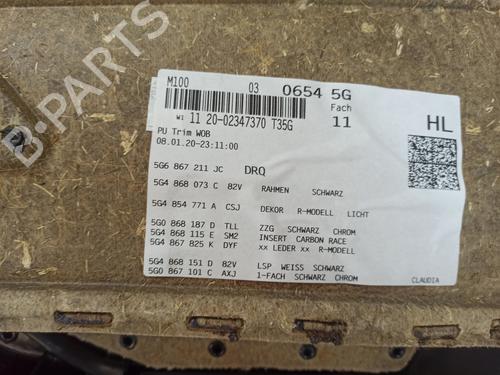 B-PARTS
M100 03 0654 5G
Fach
W1 11 20-02347370 T35G 11 HL
PU Trim WOB
08.01.20-23:11:00
5G6 867 211 JC DRQ
5G4 868 073 C 82V RAHMEN SCHWARZ
5G4 854 771 A CSJ DEKOR R-MODELL LICHT
5G0 868 187 D TLL ZZG SCHWARZ CHROM
5G4 868 115 E SM2 INSERT CARBON RACE
5G4 867 825 K DYF xx LEDER xx R-MODELL
5G4 868 151 D 82V LSP WEISS SCHWARZ
5G0 867 101 C AXJ 1-FACH SCHWARZ CHROM
CLAUDIA